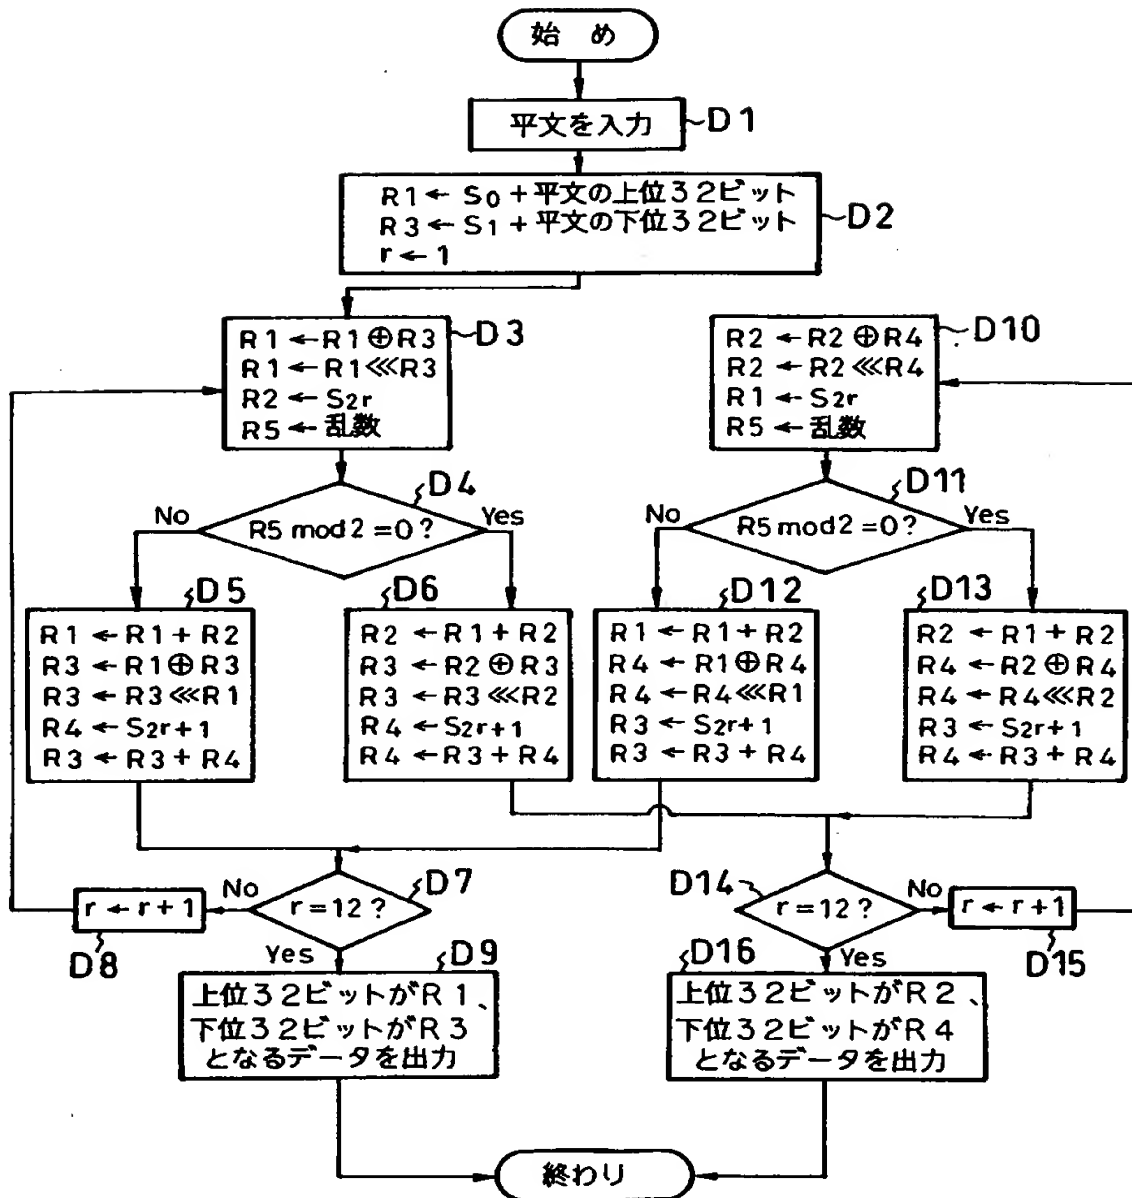 始 め
平文を入力
D1
R1 ← S0 + 平文の上位32ビット
R3 ← S1 + 平文の下位32ビット
r ← 1
D2
R1 ← R1 ⊕ R3
R1 ← R1 ⋘ R3
R2 ← S2r
R5 ← 乱数
D3
R2 ← R2 ⊕ R4
R2 ← R2 ⋘ R4
R1 ← S2r
R5 ← 乱数
D10
D4
No
R5 mod 2 = 0 ?
Yes
D11
No
R5 mod 2 = 0 ?
Yes
D5
R1 ← R1 + R2
R3 ← R1 ⊕ R3
R3 ← R3 ⋘ R1
R4 ← S2r+1
R3 ← R3 + R4
D6
R2 ← R1 + R2
R3 ← R2 ⊕ R3
R3 ← R3 ⋘ R2
R4 ← S2r+1
R4 ← R3 + R4
D12
R1 ← R1 + R2
R4 ← R1 ⊕ R4
R4 ← R4 ⋘ R1
R3 ← S2r+1
R3 ← R3 + R4
D13
R2 ← R1 + R2
R4 ← R2 ⊕ R4
R4 ← R4 ⋘ R2
R3 ← S2r+1
R4 ← R3 + R4
D7
r = 12 ?
No
Yes
r ← r+1
D8
D14
r = 12 ?
No
Yes
r ← r+1
D15
D9
上位32ビットがR1、
下位32ビットがR3
となるデータを出力
D16
上位32ビットがR2、
下位32ビットがR4
となるデータを出力
終わり